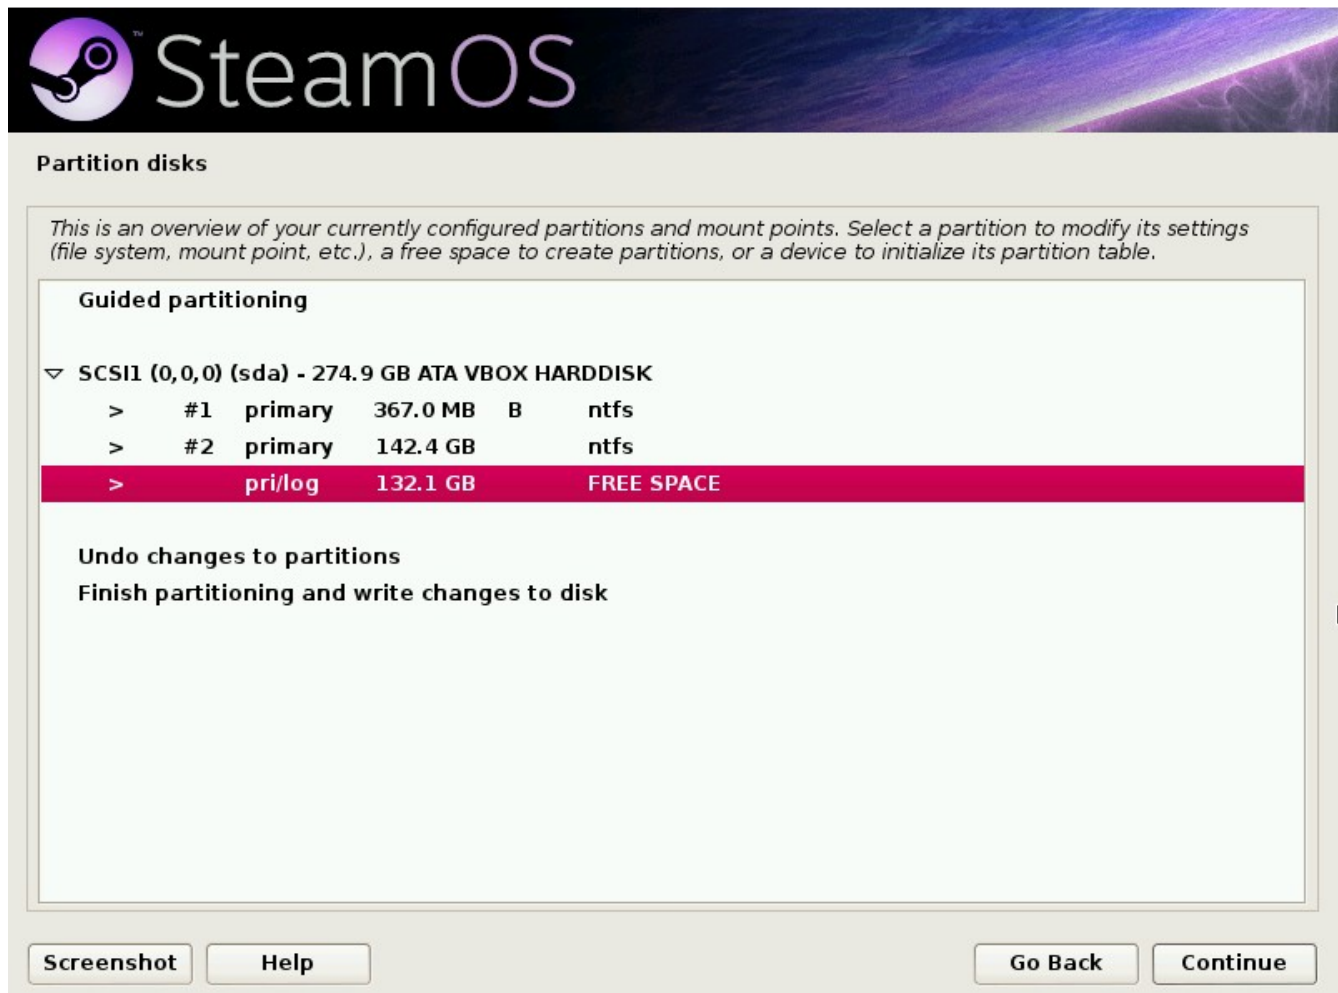 SteamOS™
Partition disks
This is an overview of your currently configured partitions and mount points. Select a partition to modify its settings
(file system, mount point, etc.), a free space to create partitions, or a device to initialize its partition table.
Guided partitioning
SCSI1 (0,0,0) (sda) - 274.9 GB ATA VBOX HARDDISK
> #1 primary 367.0 MB B ntfs
> #2 primary 142.4 GB ntfs
> pri/log 132.1 GB FREE SPACE
Undo changes to partitions
Finish partitioning and write changes to disk
Screenshot Help Go Back Continue